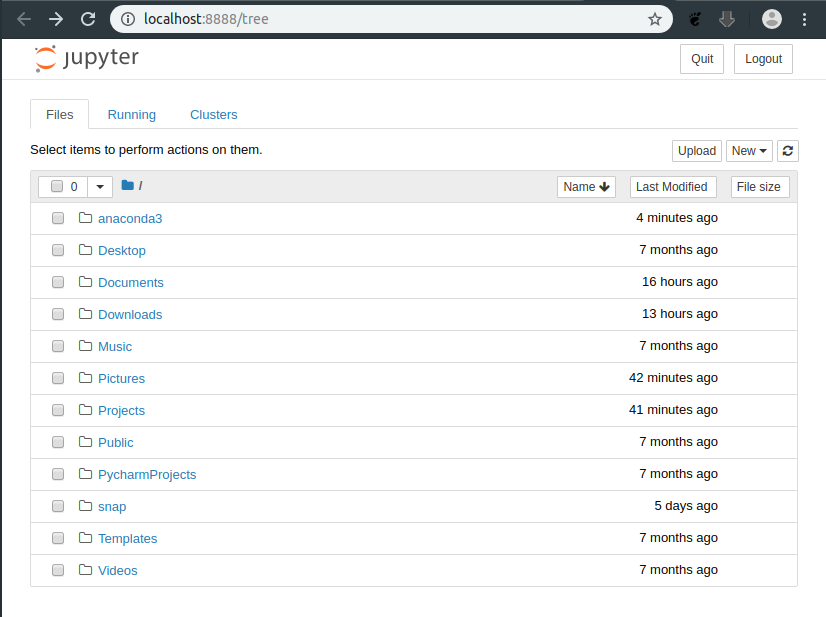 localhost:8888/tree
jupyter
Quit Logout
Files Running Clusters
Select items to perform actions on them.
Upload New
0 / Name Last Modified File size
anaconda3 4 minutes ago
Desktop 7 months ago
Documents 16 hours ago
Downloads 13 hours ago
Music 7 months ago
Pictures 42 minutes ago
Projects 41 minutes ago
Public 7 months ago
PycharmProjects 7 months ago
snap 5 days ago
Templates 7 months ago
Videos 7 months ago